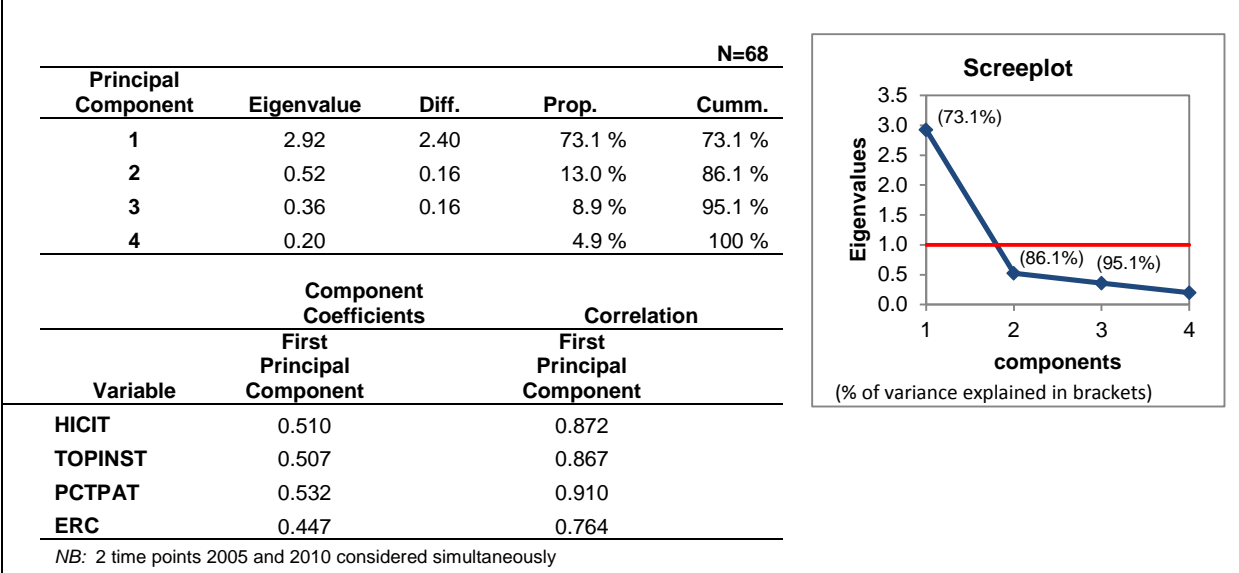 N=68
Principal Component Eigenvalue Diff. Prop. Cumm.
1 2.92 2.40 73.1 % 73.1 %
2 0.52 0.16 13.0 % 86.1 %
3 0.36 0.16 8.9 % 95.1 %
4 0.20 4.9 % 100 %
Component Coefficients Correlation
Variable First Principal Component First Principal Component
HICIT 0.510 0.872
TOPINST 0.507 0.867
PCTPAT 0.532 0.910
ERC 0.447 0.764
NB: 2 time points 2005 and 2010 considered simultaneously
Screeplot
Eigenvalues
3.5
3.0
2.5
2.0
1.5
1.0
0.5
0.0
(73.1%)
(86.1%)
(95.1%)
1 2 3 4
components
(% of variance explained in brackets)